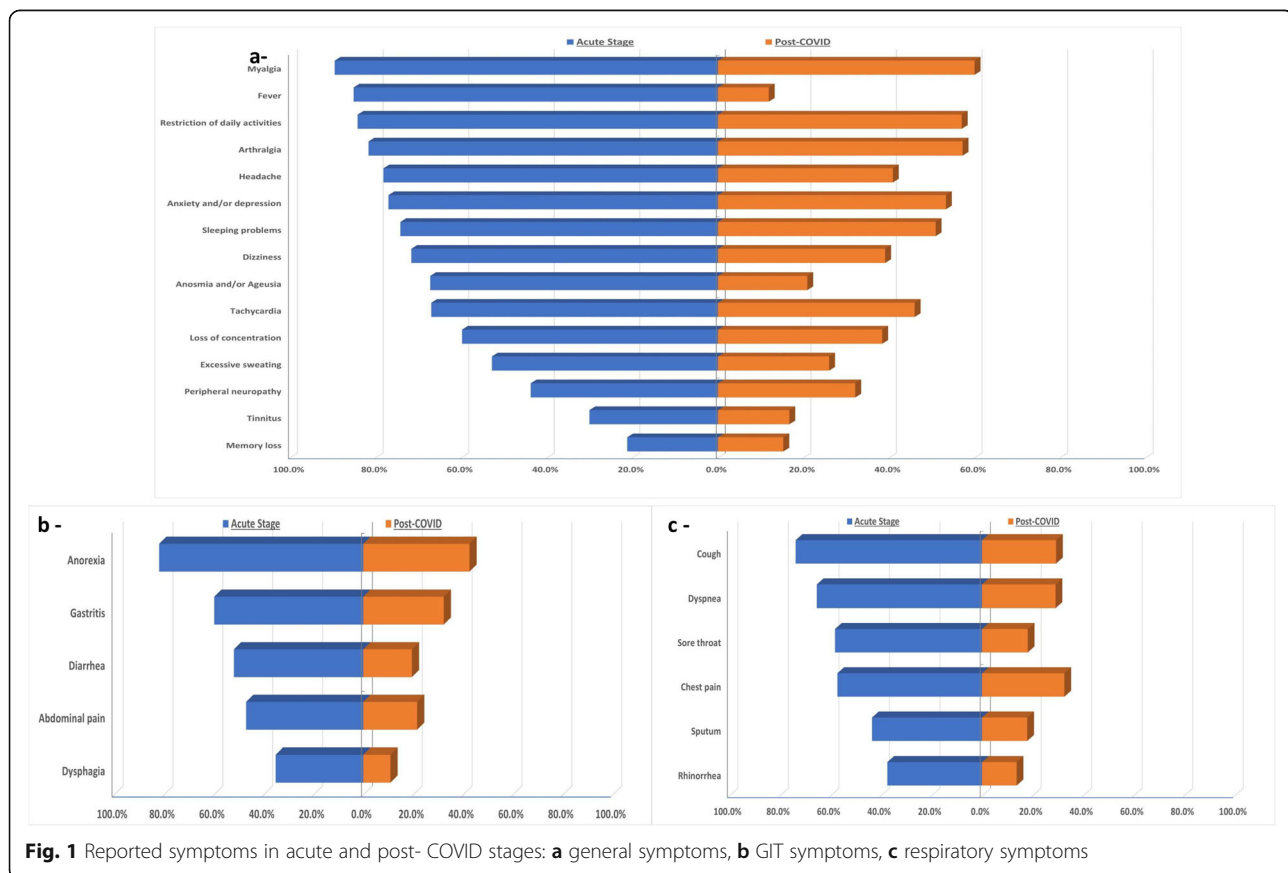 Acute Stage Post-COVID
a-
Myalgia
Fever
Restriction of daily activities
Arthralgia
Headache
Anxiety and/or depression
Sleeping problems
Dizziness
Anosmia and/or Ageusia
Tachycardia
Loss of concentration
Excessive sweating
Peripheral neuropathy
Tinnitus
Memory loss
100.0% 80.0% 60.0% 40.0% 20.0% 0.0% 20.0% 40.0% 60.0% 80.0% 100.0%
b -
Acute Stage Post-COVID
Anorexia
Gastritis
Diarrhea
Abdominal pain
Dysphagia
100.0% 80.0% 60.0% 40.0% 20.0% 0.0% 20.0% 40.0% 60.0% 80.0% 100.0%
c -
Acute Stage Post-COVID
Cough
Dyspnea
Sore throat
Chest pain
Sputum
Rhinorrhea
100.0% 80.0% 60.0% 40.0% 20.0% 0.0% 20.0% 40.0% 60.0% 80.0% 100.0%
Fig. 1 Reported symptoms in acute and post- COVID stages: a general symptoms, b GIT symptoms, c respiratory symptoms